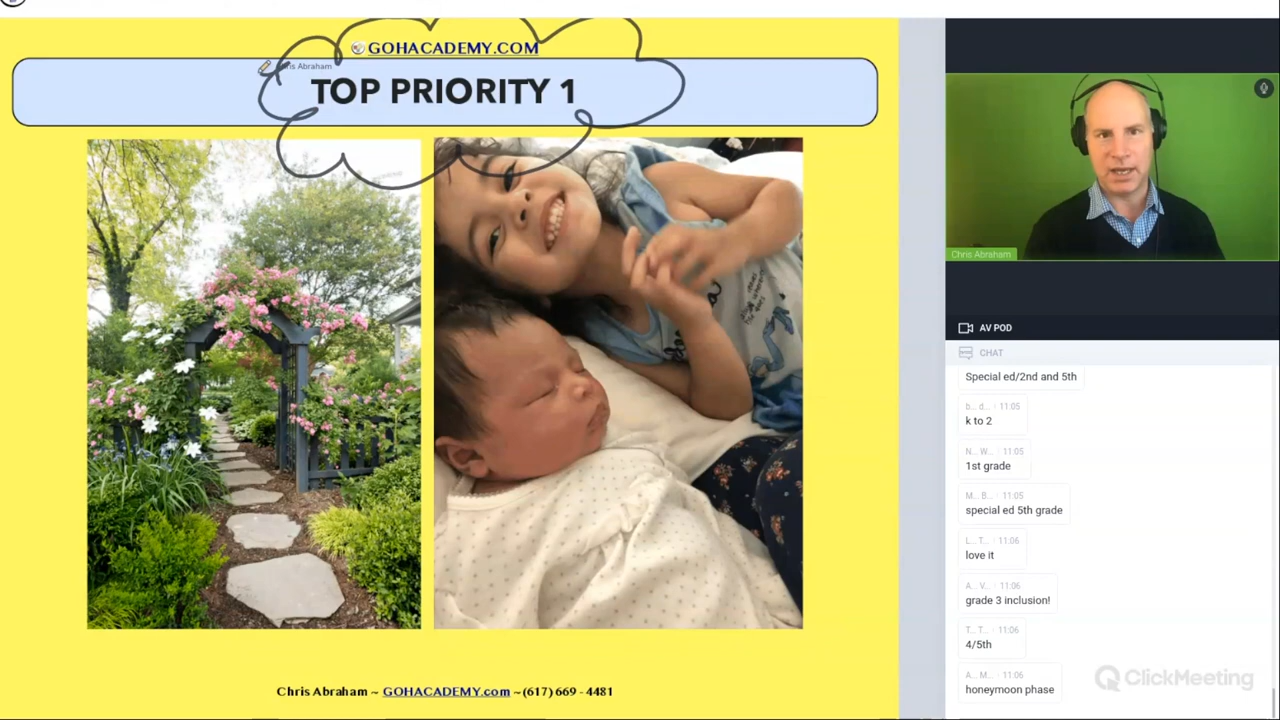 GOHACADEMY.COM
Chris Abraham
TOP PRIORITY 1
Chris Abraham ~ GOHACADEMY.com ~(617) 669 - 4481
Chris Abraham
AV POD
CHAT
Special ed/2nd and 5th
b... d... · 11:05
k to 2
N... W... · 11:05
1st grade
M... B... · 11:05
special ed 5th grade
L... T... · 11:06
love it
A... V... · 11:06
grade 3 inclusion!
T... T... · 11:06
4/5th
A... M... · 11:06
honeymoon phase
ClickMeeting